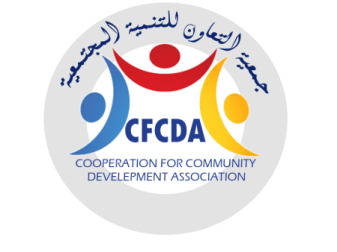 جمعية التعاون للتنمية المجتمعية
CFCDA
COOPERATION FOR COMMUNITY
DEVELEPMENT ASSOCIATION